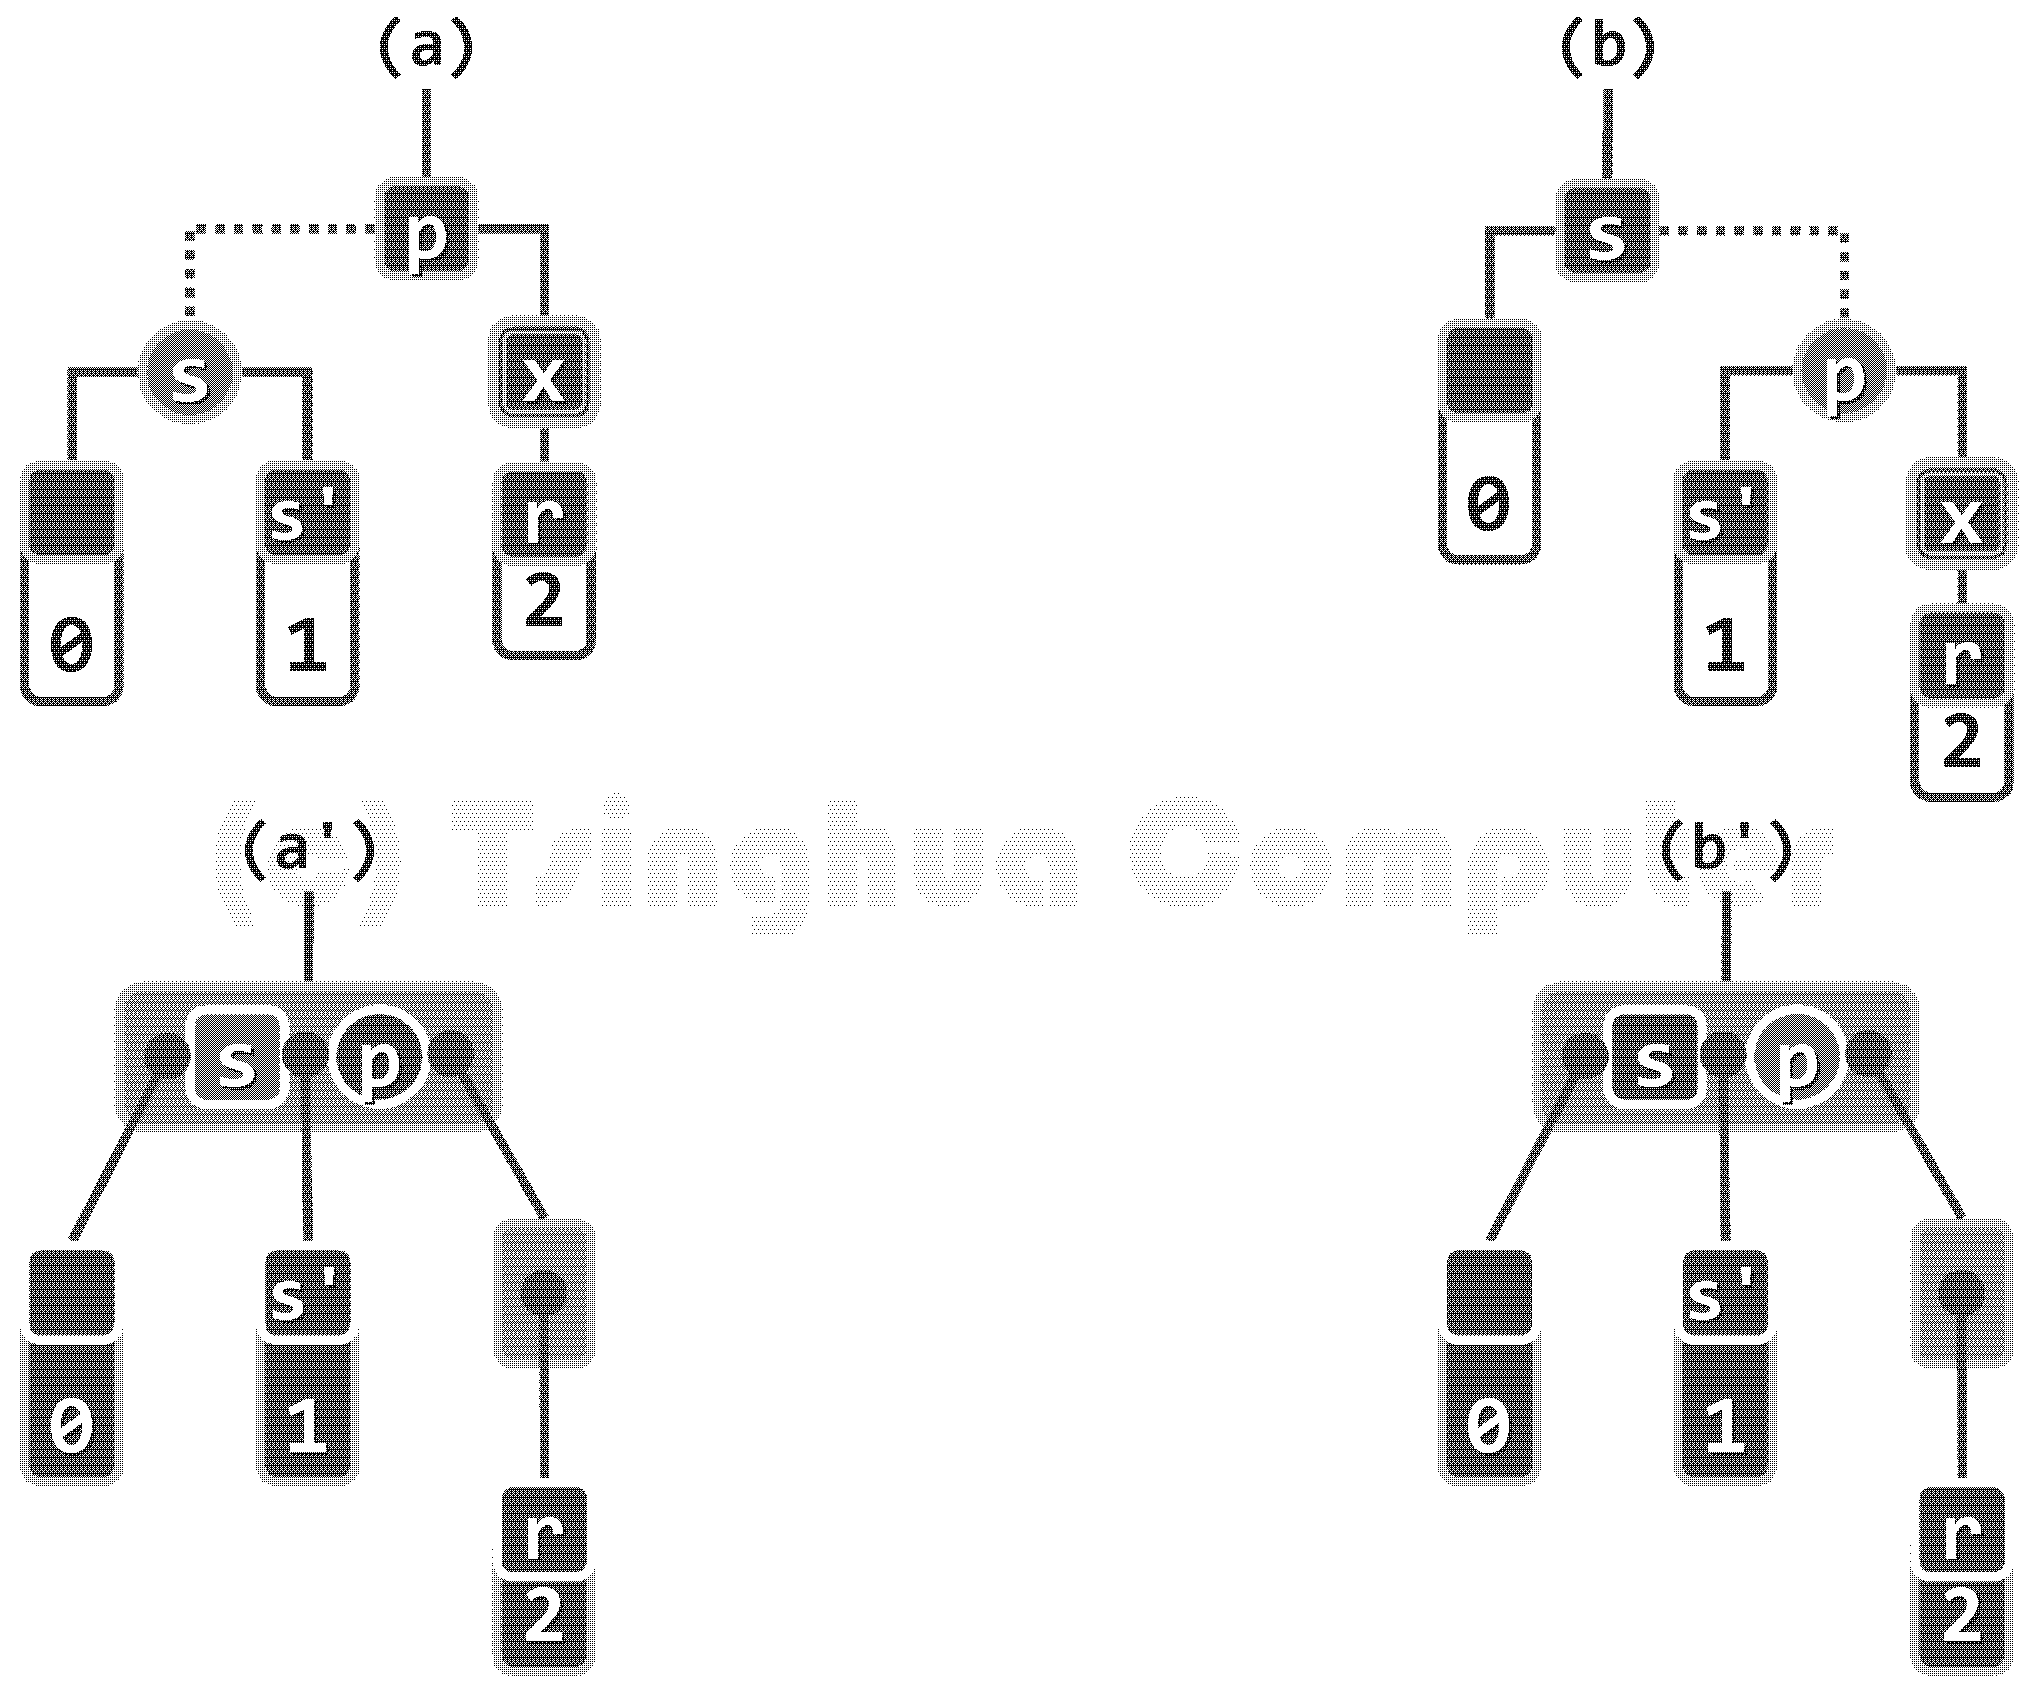 (a) (b)
p s
s x p
s' r s' x
0 1 2 0 1 r
2
(c) Tsinghua Computer
(a') (b')
s p s p
s' s'
0 1 0 1
r r
2 2